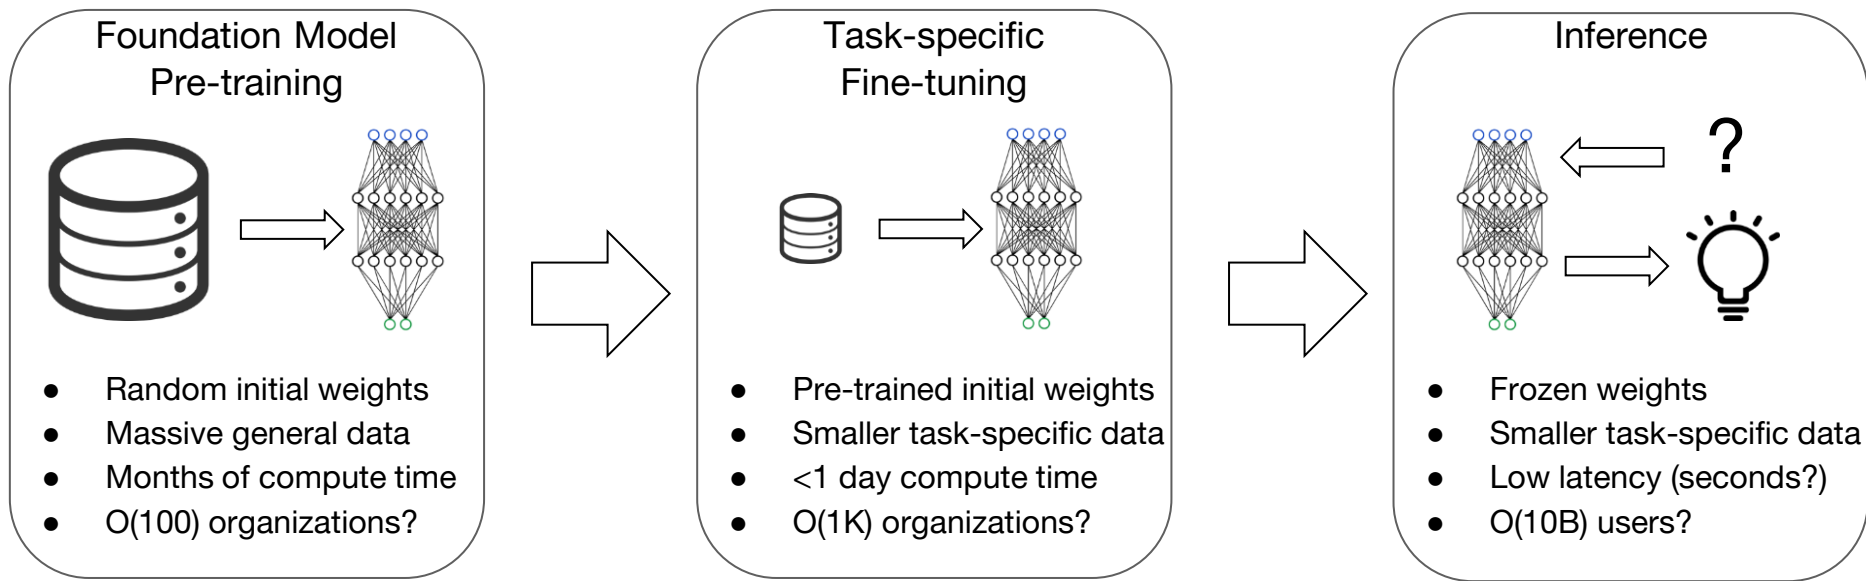 Foundation Model
Pre-training
● Random initial weights
● Massive general data
● Months of compute time
● O(100) organizations?
Task-specific
Fine-tuning
● Pre-trained initial weights
● Smaller task-specific data
● <1 day compute time
● O(1K) organizations?
Inference
?
● Frozen weights
● Smaller task-specific data
● Low latency (seconds?)
● O(10B) users?